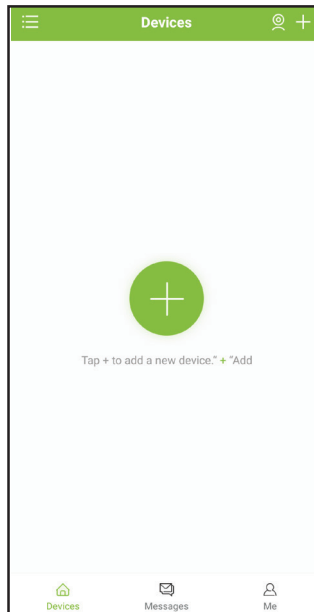 Devices
Tap + to add a new device.” + “Add
Devices
Messages
Me